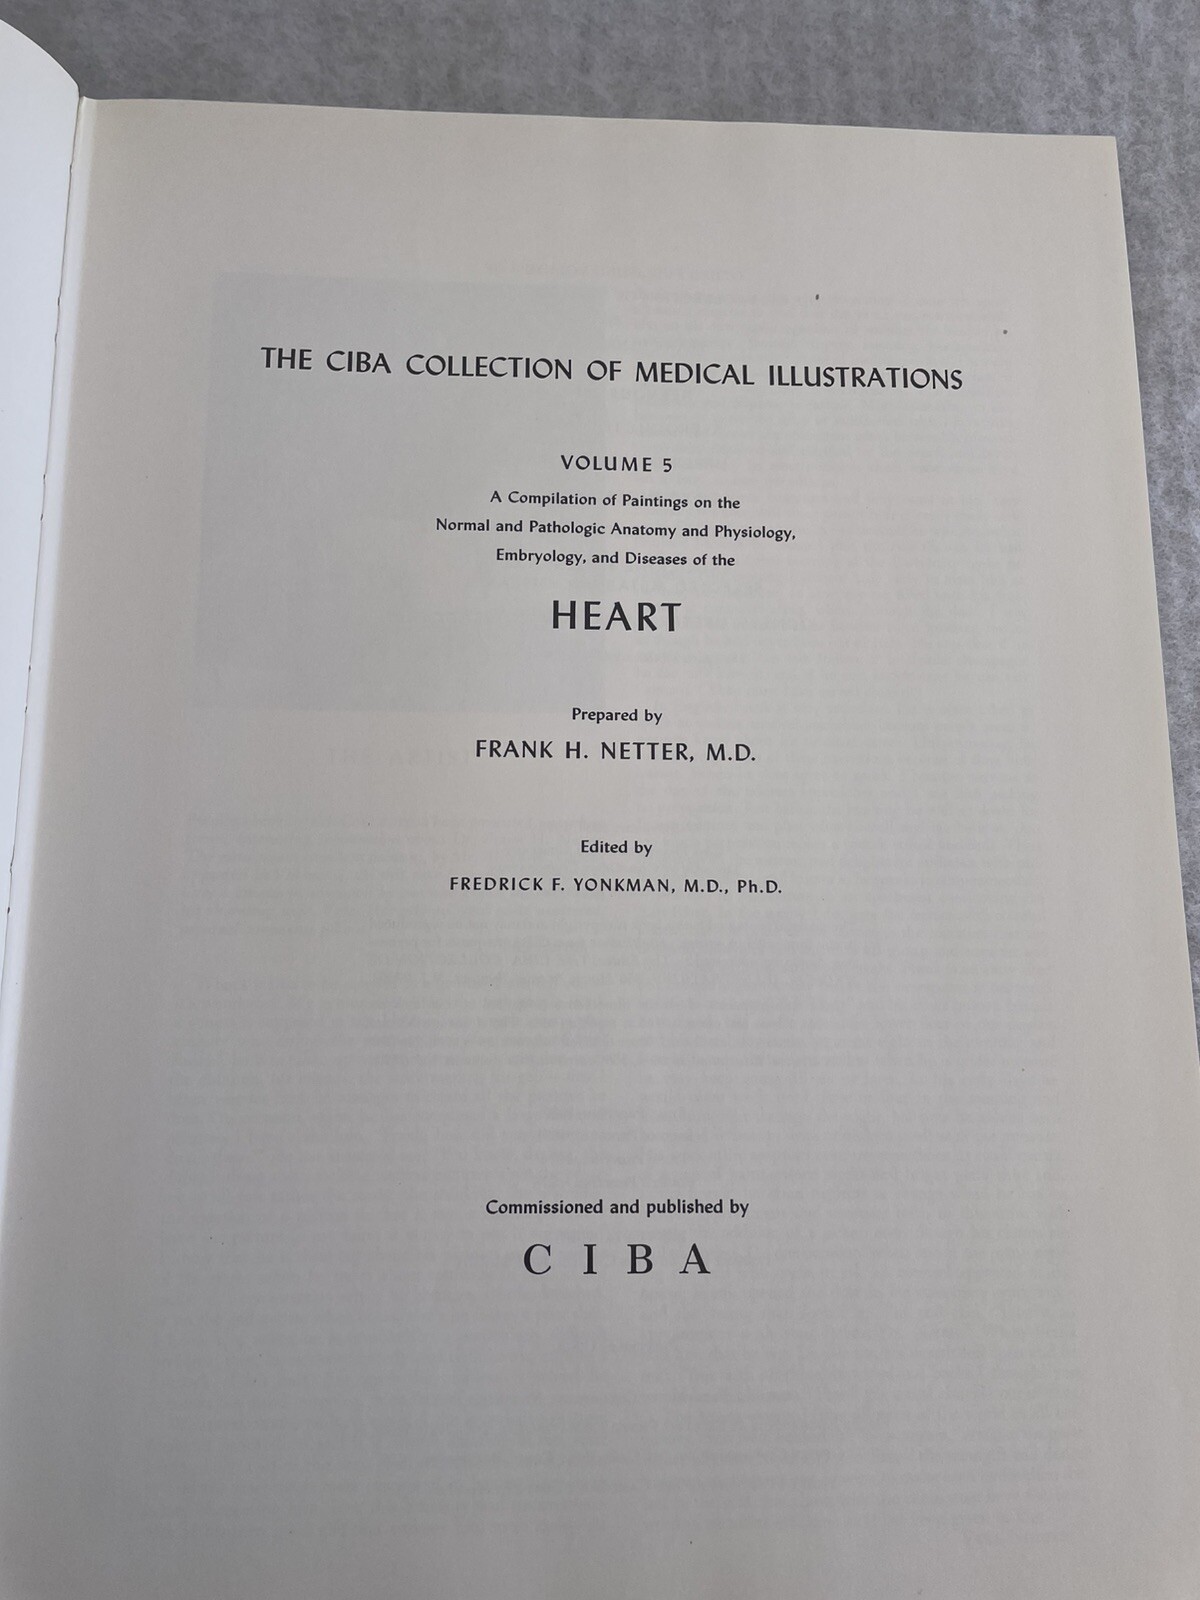 THE CIBA COLLECTION OF MEDICAL ILLUSTRATIONS
VOLUME 5
A Compilation of Paintings on the
Normal and Pathologic Anatomy and Physiology,
Embryology, and Diseases of the
HEART
Prepared by
FRANK H. NETTER, M.D.
Edited by
FREDRICK F. YONKMAN, M.D., Ph.D.
Commissioned and published by
CIBA